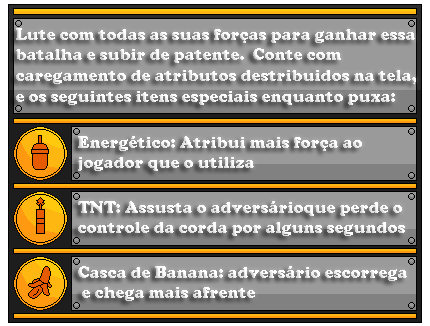 Lute com todas as suas forças para ganhar essa
batalha e subir de patente. Conte com
caregamento de atributos destribuidos na tela,
e os seguintes itens especiais enquanto puxa:
Energético: Atribui mais força ao
jogador que o utiliza
TNT: Assusta o adversárioque perde o
controle da corda por alguns segundos
Casca de Banana: adversário escorrega
e chega mais afrente